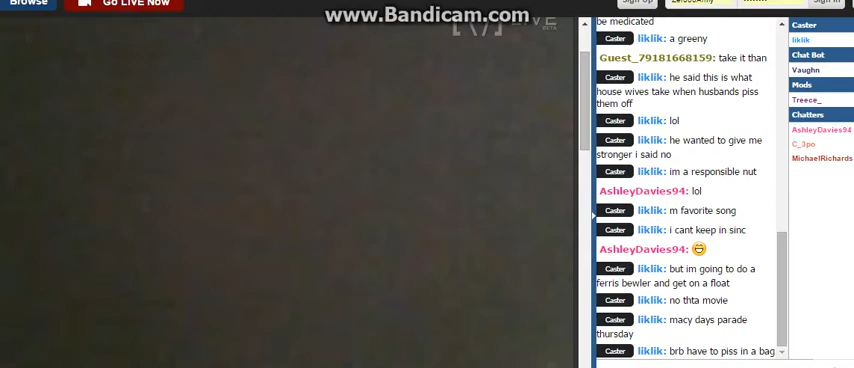 Browse
Go LIVE Now
www.Bandicam.com
Sign Up
Sign In
LIVE
BETA
be medicated
Caster liklik: a greeny
Guest_79181668159: take it than
Caster liklik: he said this is what
house wives take when husbands piss
them off
Caster liklik: lol
Caster liklik: he wanted to give me
stronger i said no
Caster liklik: im a responsible nut
AshleyDavies94: lol
Caster liklik: m favorite song
Caster liklik: i cant keep in sinc
AshleyDavies94:
Caster liklik: but im going to do a
ferris bewler and get on a float
Caster liklik: no thta movie
Caster liklik: macy days parade
thursday
Caster liklik: brb have to piss in a bag
Caster
liklik
Chat Bot
Vaughn
Mods
Treece_
Chatters
AshleyDavies94
C_3po
MichaelRichards